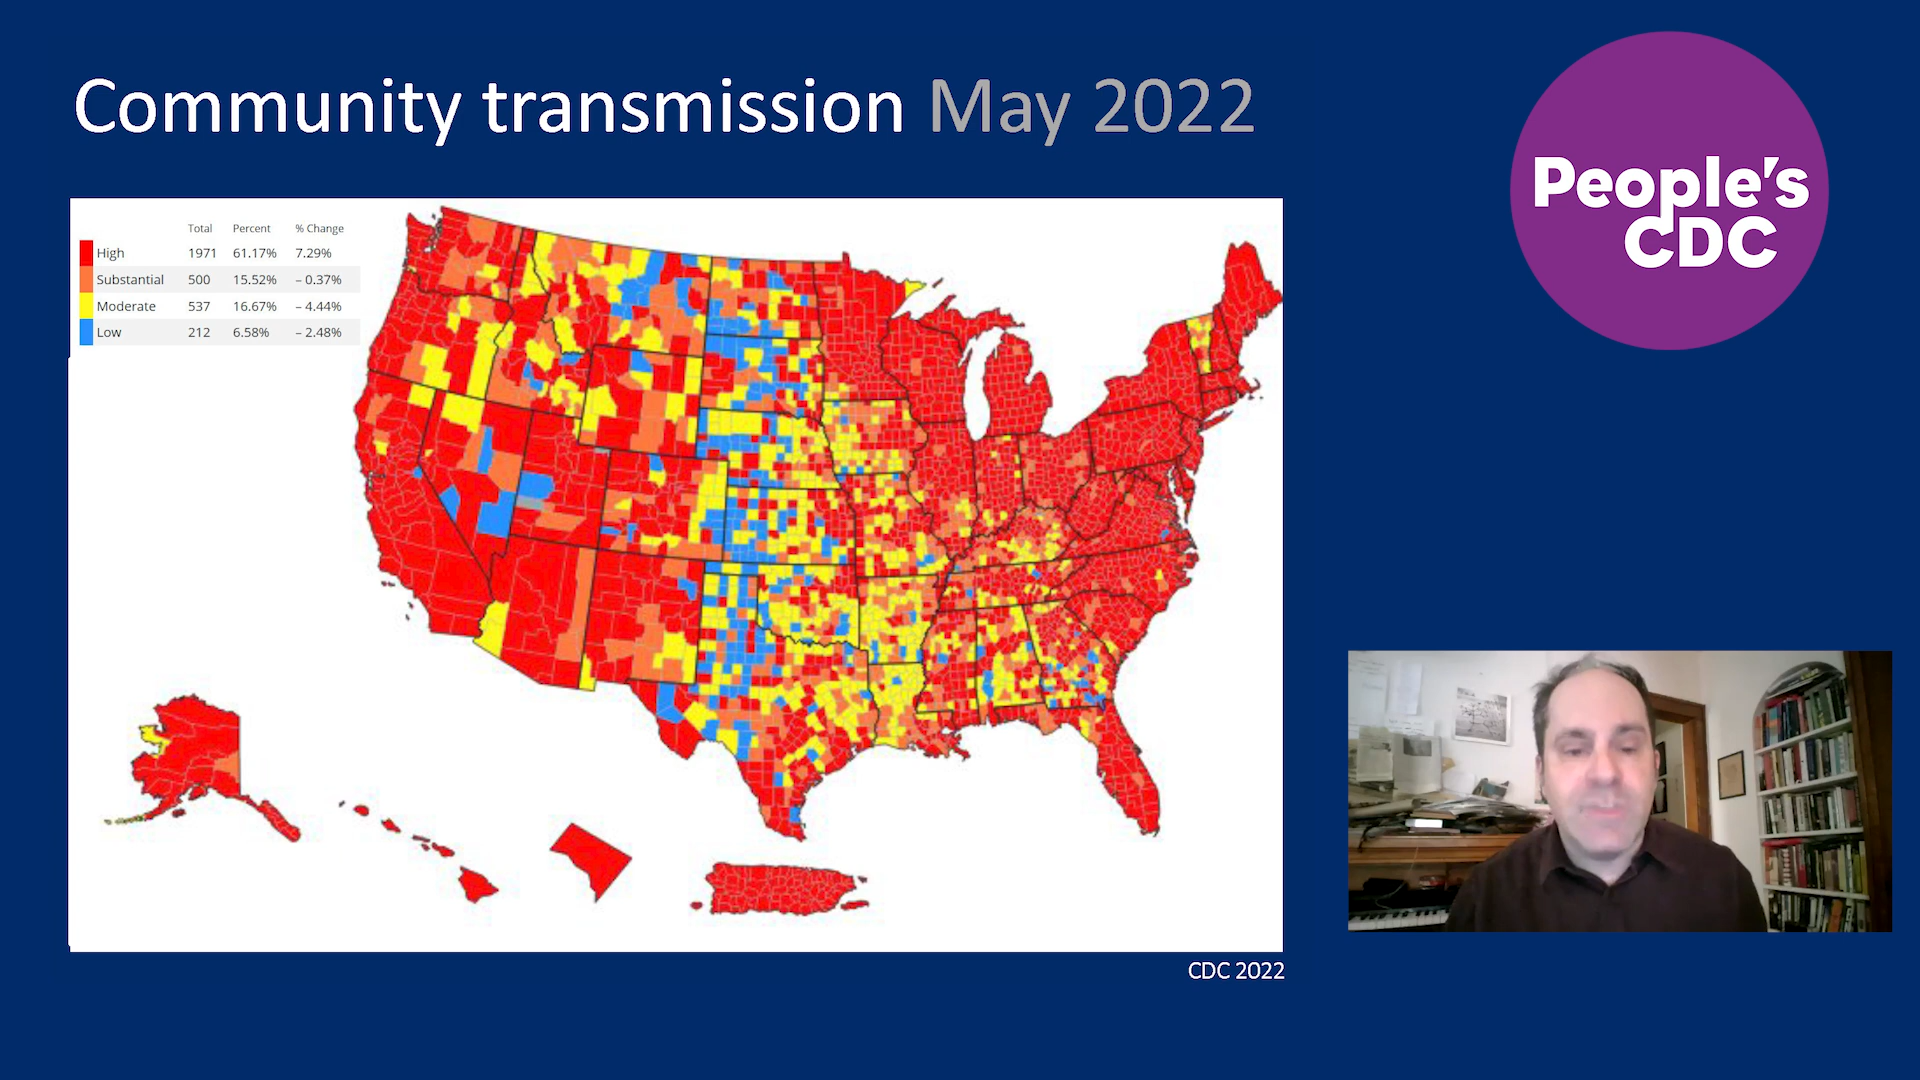 Community transmission May 2022
People's
CDC
Total Percent % Change
High 1971 61.17% 7.29%
Substantial 500 15.52% – 0.37%
Moderate 537 16.67% – 4.44%
Low 212 6.58% – 2.48%
CDC 2022